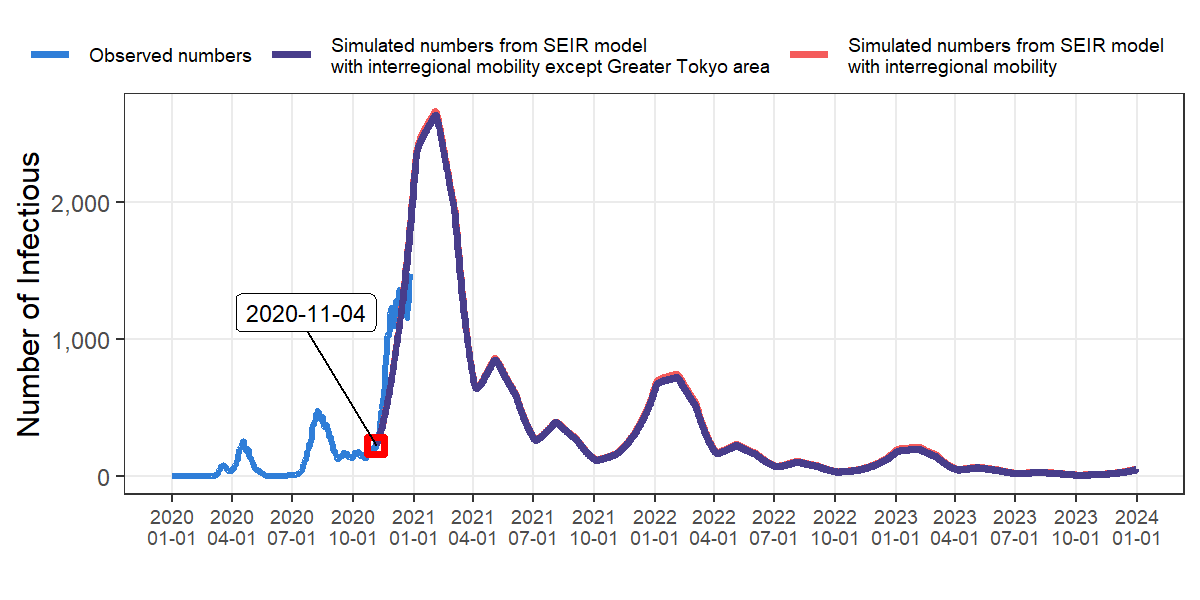 Observed numbers
Simulated numbers from SEIR model
with interregional mobility except Greater Tokyo area
Simulated numbers from SEIR model
with interregional mobility
Number of Infectious
2,000
1,000
0
2020-11-04
2020 2020 2020 2020 2021 2021 2021 2021 2022 2022 2022 2022 2023 2023 2023 2023 2024
01-01 04-01 07-01 10-01 01-01 04-01 07-01 10-01 01-01 04-01 07-01 10-01 01-01 04-01 07-01 10-01 01-01